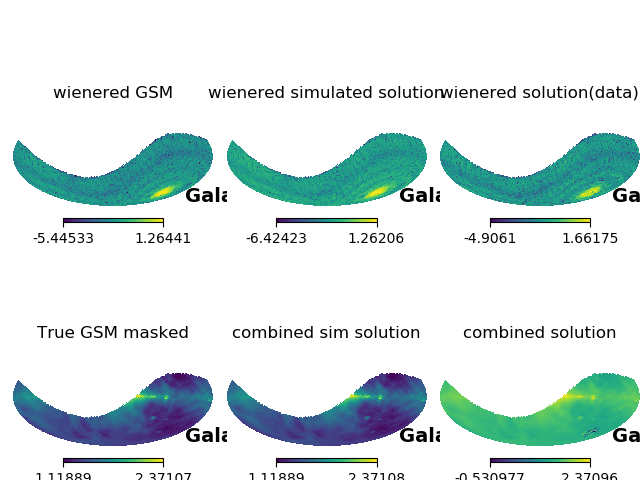 wienered GSM wienered simulated solution wienered solution(data)
Gala Gala Ga
-5.44533 1.26441 -6.42423 1.26206 -4.9061 1.66175
True GSM masked combined sim solution combined solution
Gala Gala Ga
1.11889 2.37107 1.11889 2.37108 -0.530977 2.37096